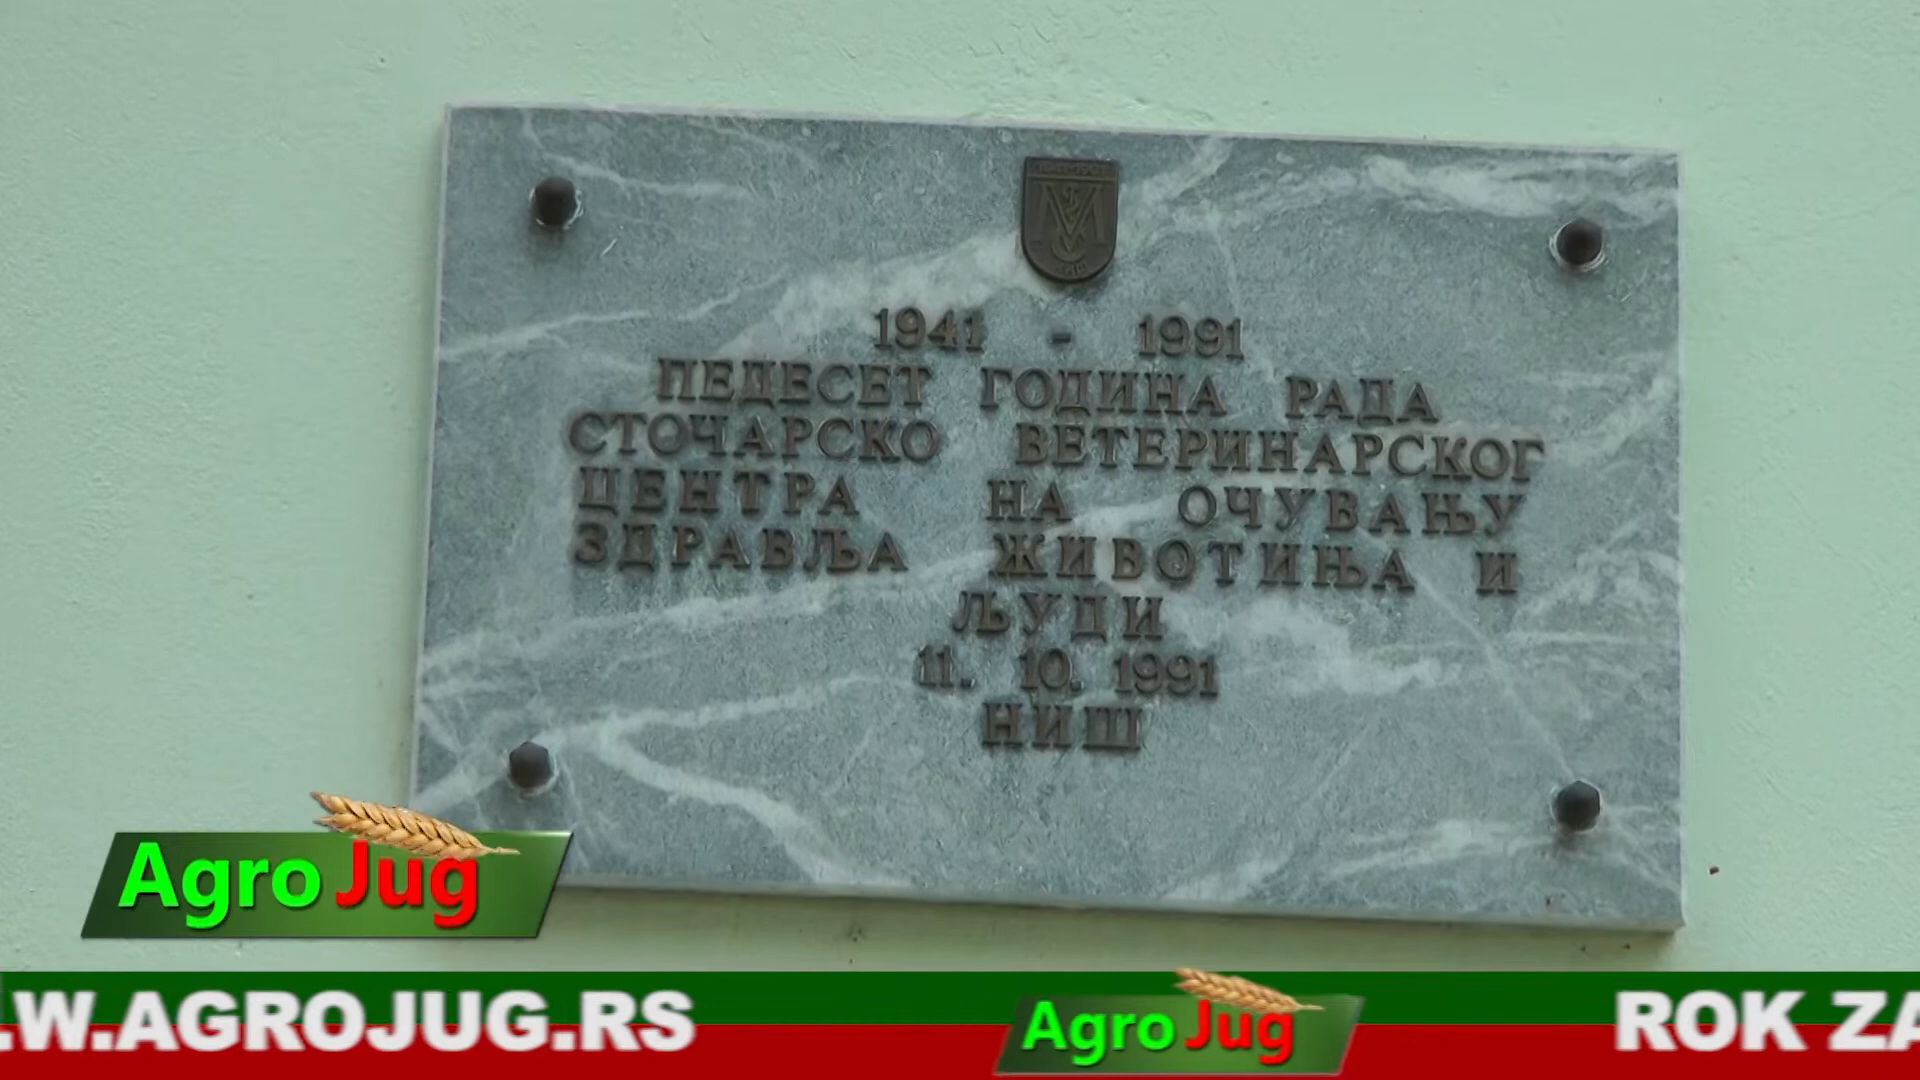 1941 - 1991
ПЕДЕСЕТ ГОДИНА РАДА
СТОЧАРСКО ВЕТЕРИНАРСКОГ
ЦЕНТРА НА ОЧУВАЊУ
ЗДРАВЉА ЖИВОТИЊА И
ЉУДИ
11. 10. 1991
НИШ
Agro Jug
.W.AGROJUG.RS
Agro Jug
ROK ZA